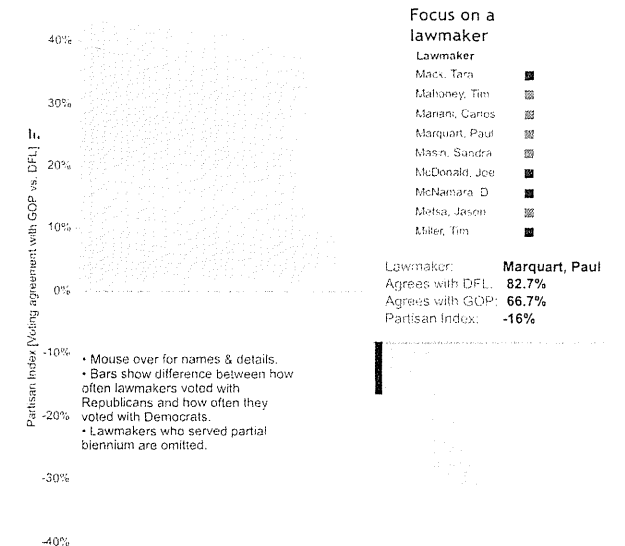 Focus on a
lawmaker
Lawmaker
Mack, Tara
Mahoney, Tim
Mariani, Carlos
Marquart, Paul
Masin, Sandra
McDonald, Joe
McNamara, D
Metsa, Jason
Miller, Tim
40%
30%
20%
10%
0%
-10%
-20%
-30%
-40%
Partisan Index [Voting agreement with GOP vs. DFL]
Lawmaker: Marquart, Paul
Agrees with DFL: 82.7%
Agrees with GOP: 66.7%
Partisan Index: -16%
• Mouse over for names & details.
• Bars show difference between how
often lawmakers voted with
Republicans and how often they
voted with Democrats.
• Lawmakers who served partial
biennium are omitted.